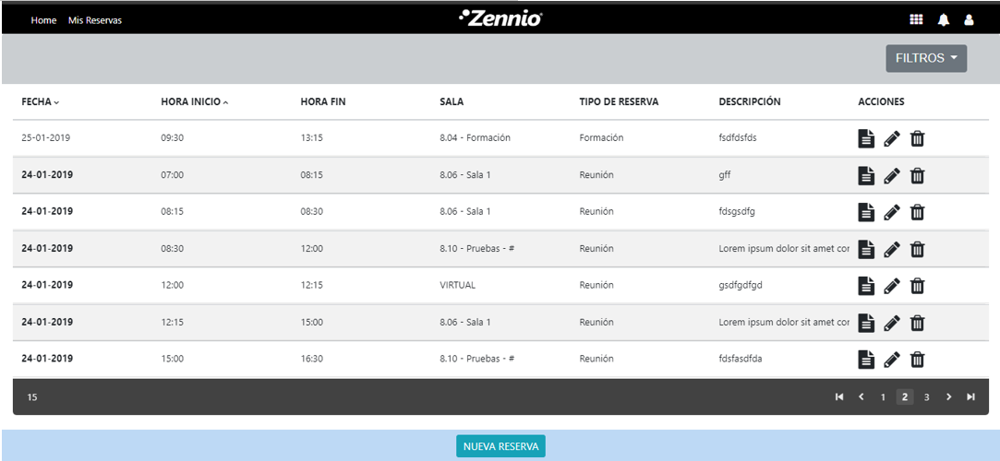 Home Mis Reservas Zennio
FILTROS
FECHA HORA INICIO HORA FIN SALA TIPO DE RESERVA DESCRIPCIÓN ACCIONES
25-01-2019 09:30 13:15 8.04 - Formación Formación fsdfdsfds
24-01-2019 07:00 08:15 8.06 - Sala 1 Reunión gff
24-01-2019 08:15 08:30 8.06 - Sala 1 Reunión fdsgsdfg
24-01-2019 08:30 12:00 8.10 - Pruebas - # Reunión Lorem ipsum dolor sit amet cor
24-01-2019 12:00 12:15 VIRTUAL Reunión gsdfgdfgd
24-01-2019 12:15 15:00 8.06 - Sala 1 Reunión Lorem ipsum dolor sit amet cor
24-01-2019 15:00 16:30 8.10 - Pruebas - # Reunión fdsfasdfda
15 1 2 3
NUEVA RESERVA